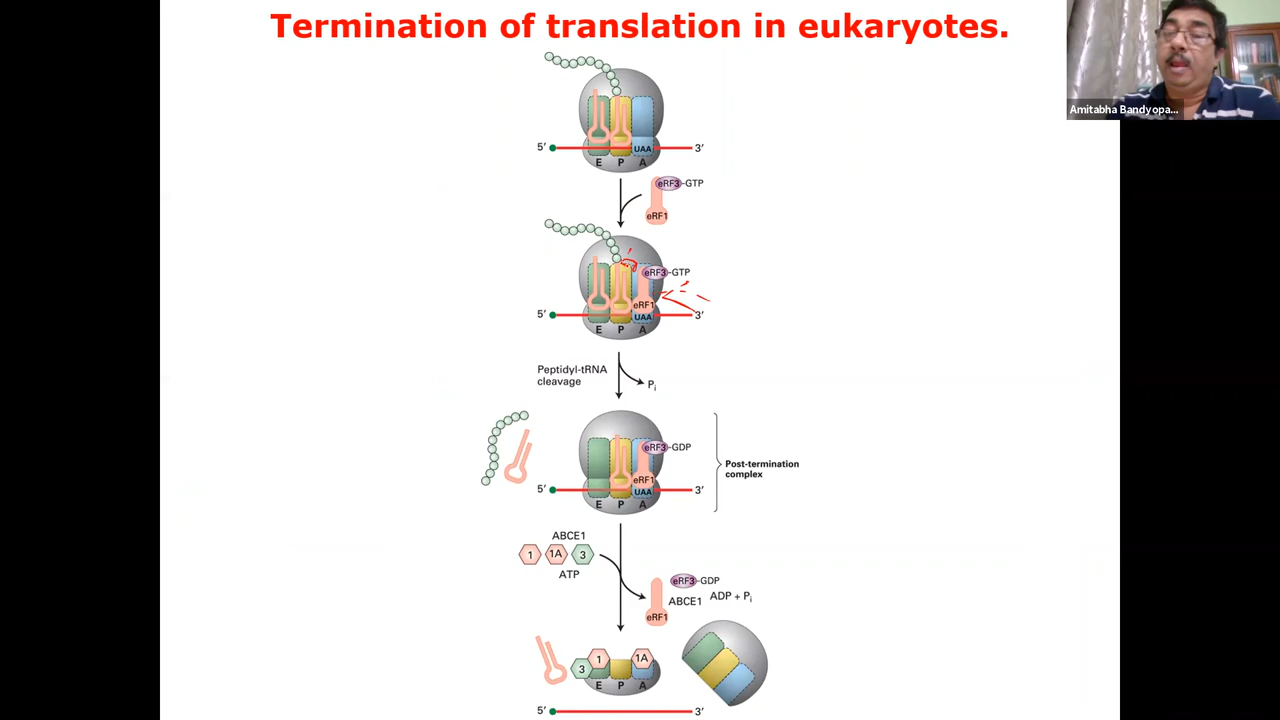 Termination of translation in eukaryotes.
Amitabha Bandyopa...
5′ UAA 3′
E P A
eRF3-GTP
eRF1
eRF3-GTP
eRF1
5′ UAA 3′
E P A
Peptidyl-tRNA
cleavage
Pi
eRF3-GDP
eRF1
5′ UAA 3′
E P A
Post-termination
complex
ABCE1
1 1A 3
ATP
eRF3-GDP
ABCE1 ADP + Pi
eRF1
3 1 1A
E P A
5′ 3′